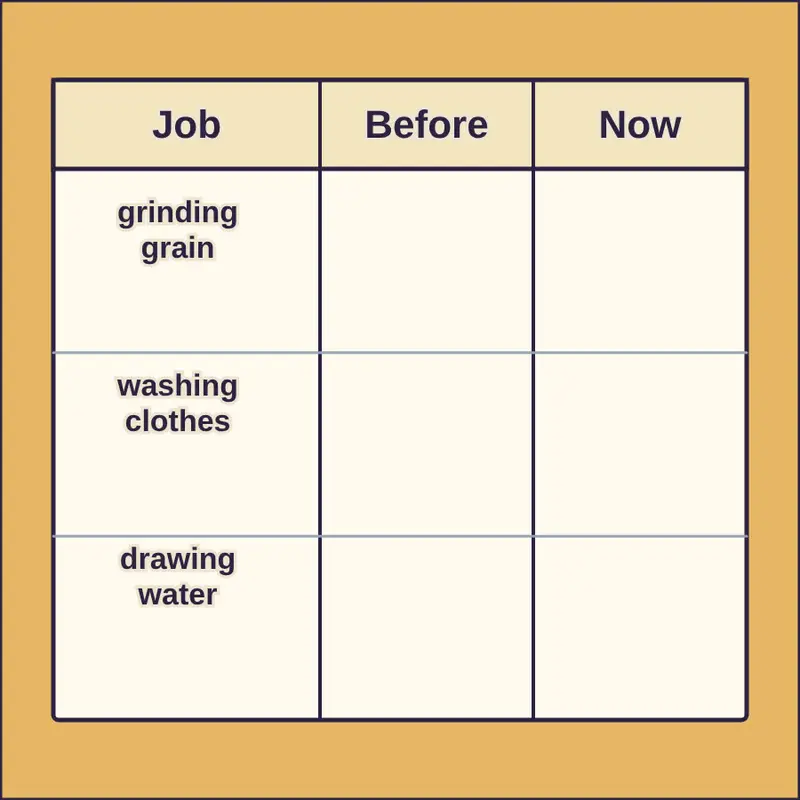 Job Before Now
grinding
grain
washing
clothes
drawing
water